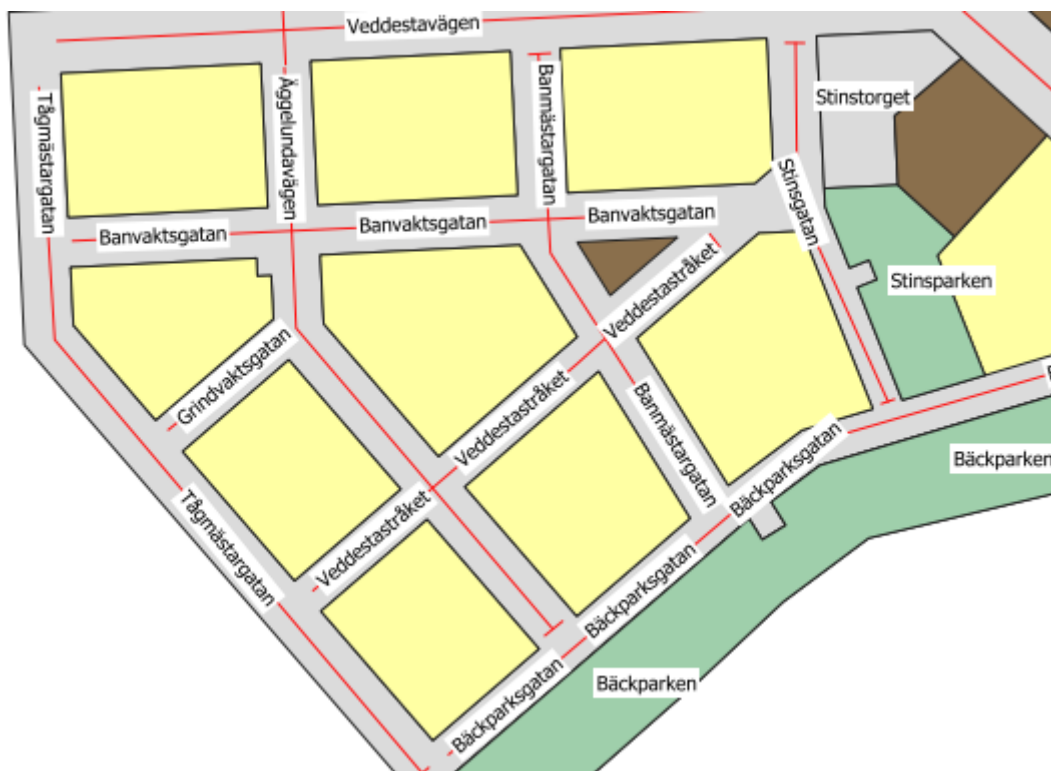 Veddestavägen
Tågmästargatan
Äggelundavägen
Banmästargatan
Stinstorget
Stinsgatan
Banvaktsgatan
Banvaktsgatan
Banvaktsgatan
Veddestastråket
Stinsparken
Grindvaktsgatan
Veddestastråket
Banmästargatan
Bäckparksgatan
Bäckparken
Veddestastråket
Tågmästargatan
Bäckparksgatan
Bäckparksgatan
Bäckparken